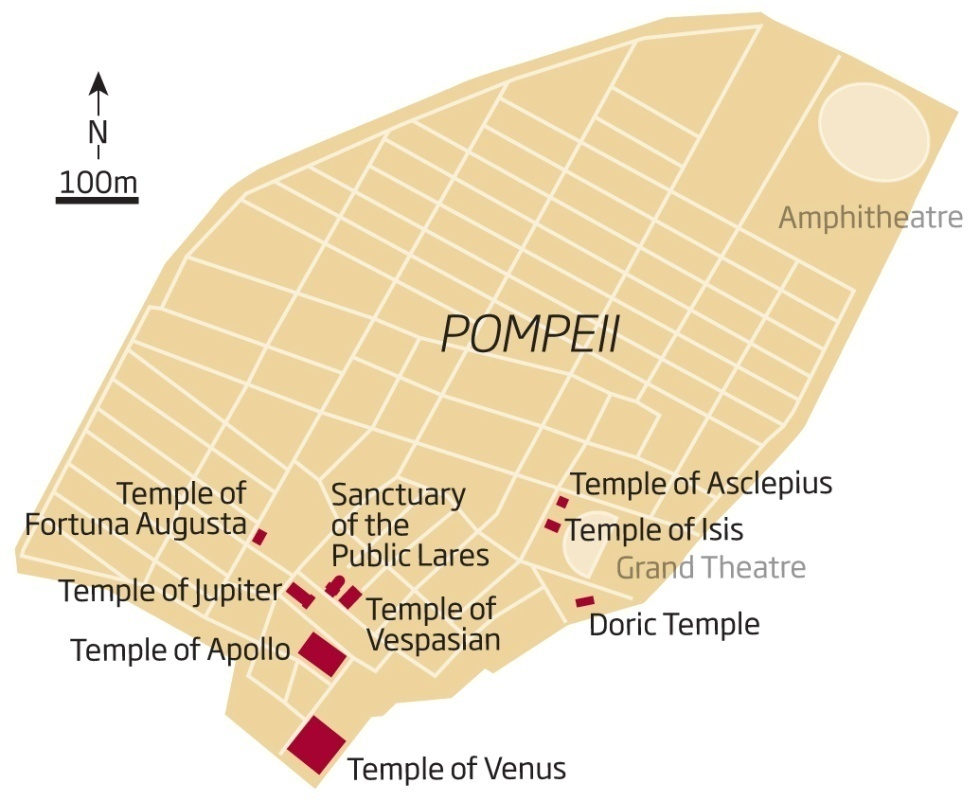 N
100m
Amphitheatre
POMPEII
Temple of
Fortuna Augusta
Sanctuary
of the
Public Lares
Temple of Asclepius
Temple of Isis
Grand Theatre
Temple of Jupiter
Temple of
Vespasian
Doric Temple
Temple of Apollo
Temple of Venus